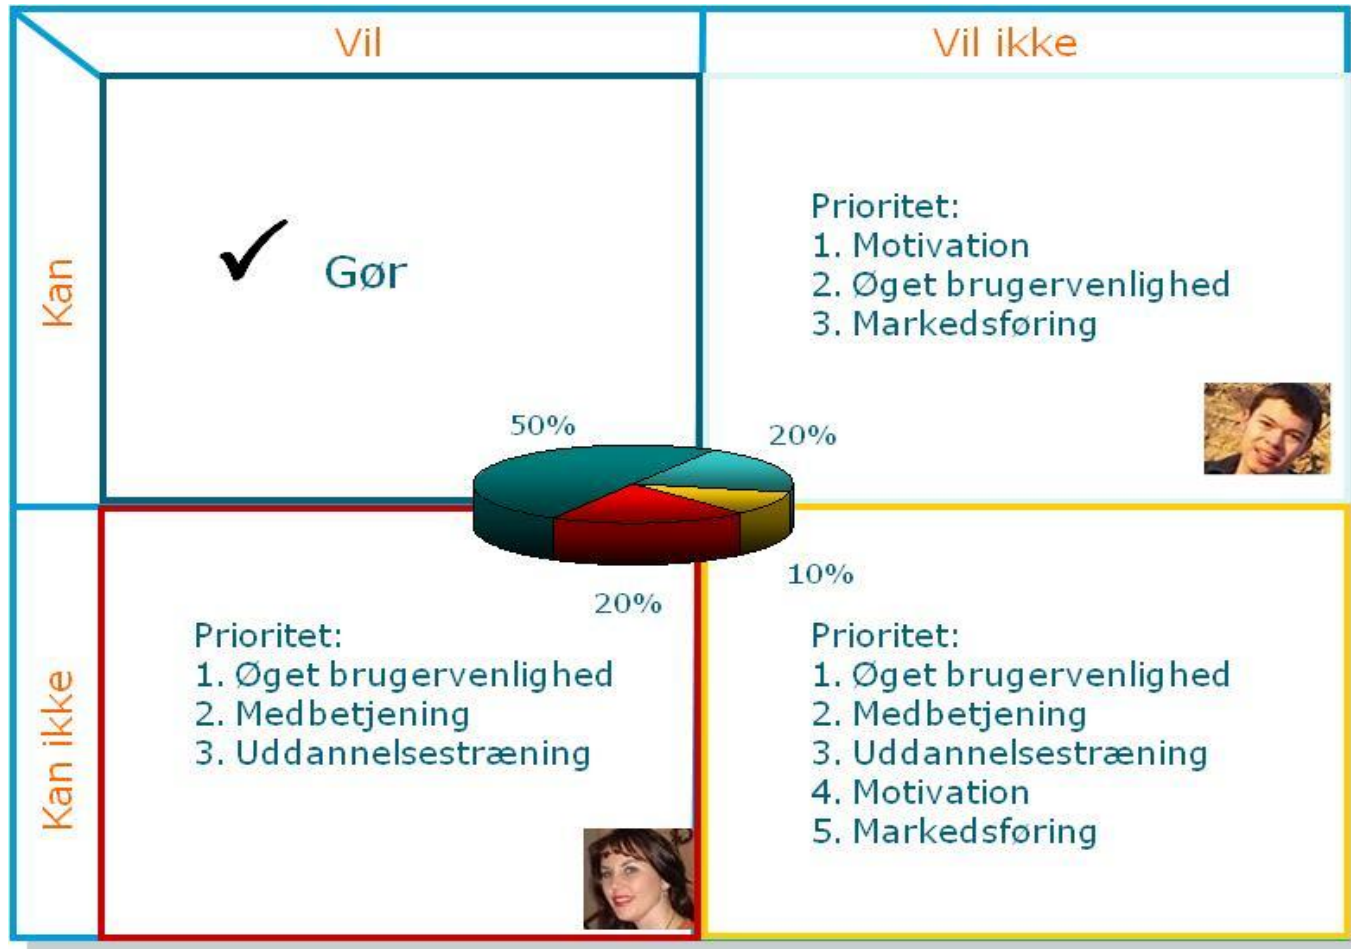 Vil
Vil ikke
Kan
Gør
Prioritet:
1. Motivation
2. Øget brugervenlighed
3. Markedsføring
50%
20%
20%
10%
Kan ikke
Prioritet:
1. Øget brugervenlighed
2. Medbetjening
3. Uddannelsestræning
Prioritet:
1. Øget brugervenlighed
2. Medbetjening
3. Uddannelsestræning
4. Motivation
5. Markedsføring